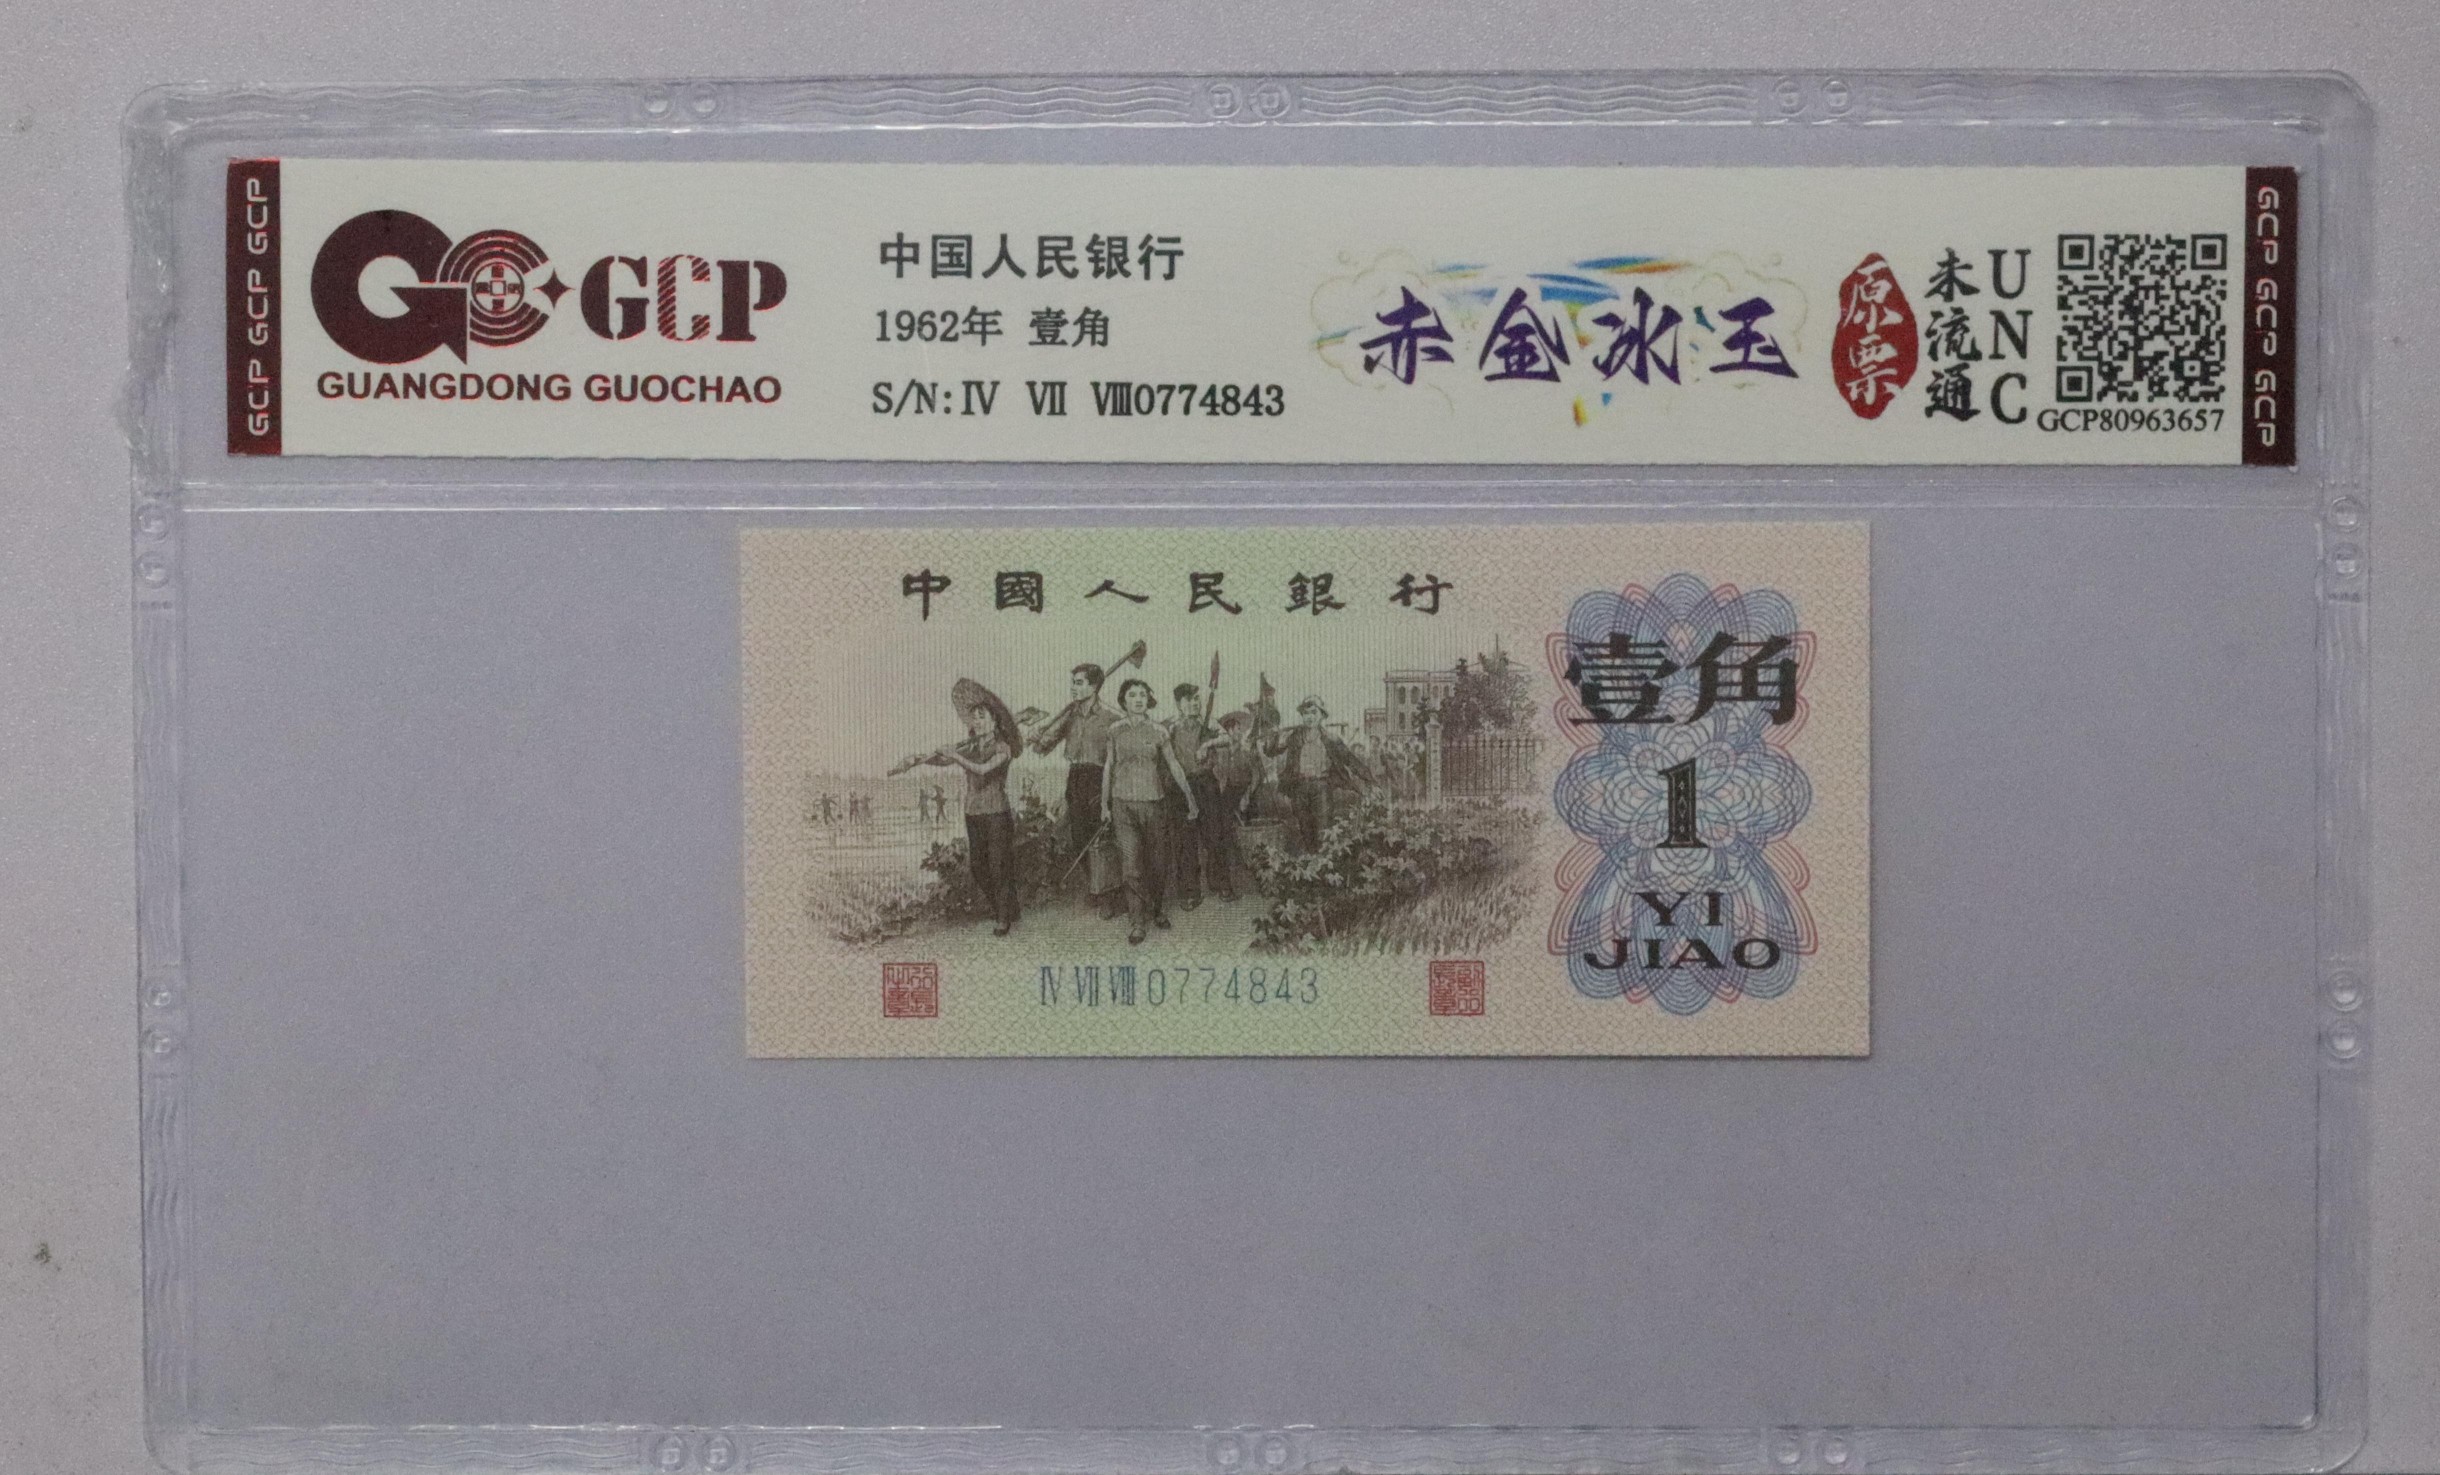 GCP GCP GCP
GCP
GUANGDONG GUOCHAO
中国人民银行
1962年 壹角
S/N: Ⅳ Ⅶ Ⅷ0774843
赤金冰玉
原票
未流通
UNC
GCP80963657
GCP GCP GCP
中國人民銀行
壹角
1
YI
JIAO
Ⅳ Ⅶ Ⅷ 0774843